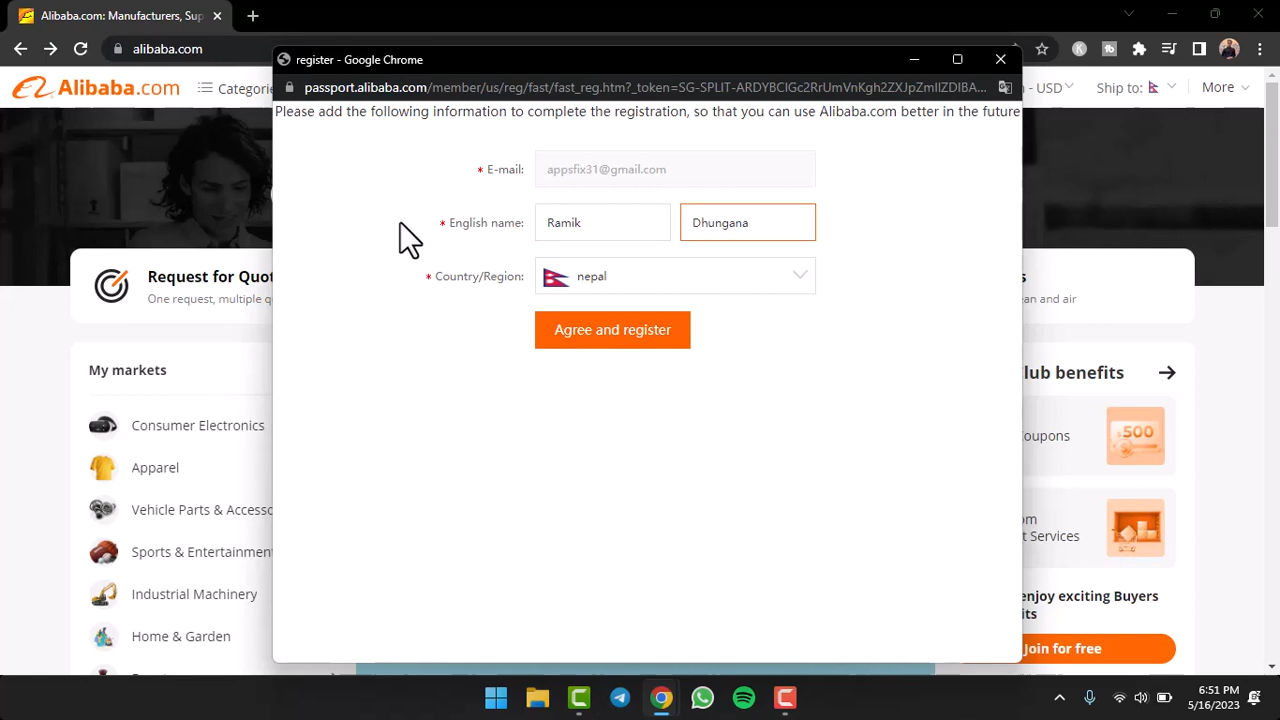 Alibaba.com: Manufacturers, Sup
alibaba.com
register - Google Chrome
passport.alibaba.com/member/us/reg/fast/fast_reg.htm?_token=SG-SPLIT-ARDYBCIGc2RrUmVnKgh2ZXJpZmllZDIBA...
Alibaba.com
Categorie
n - USD
Ship to:
More
Please add the following information to complete the registration, so that you can use Alibaba.com better in the future
* E-mail:
appsfix31@gmail.com
* English name:
Ramik
Dhungana
* Country/Region:
nepal
Agree and register
Request for Quot
One request, multiple q
s
ean and air
My markets
Consumer Electronics
Apparel
Vehicle Parts & Accesso
Sports & Entertainment
Industrial Machinery
Home & Garden
lub benefits
$500
oupons
om
t Services
enjoy exciting Buyers
its
Join for free
6:51 PM
5/16/2023